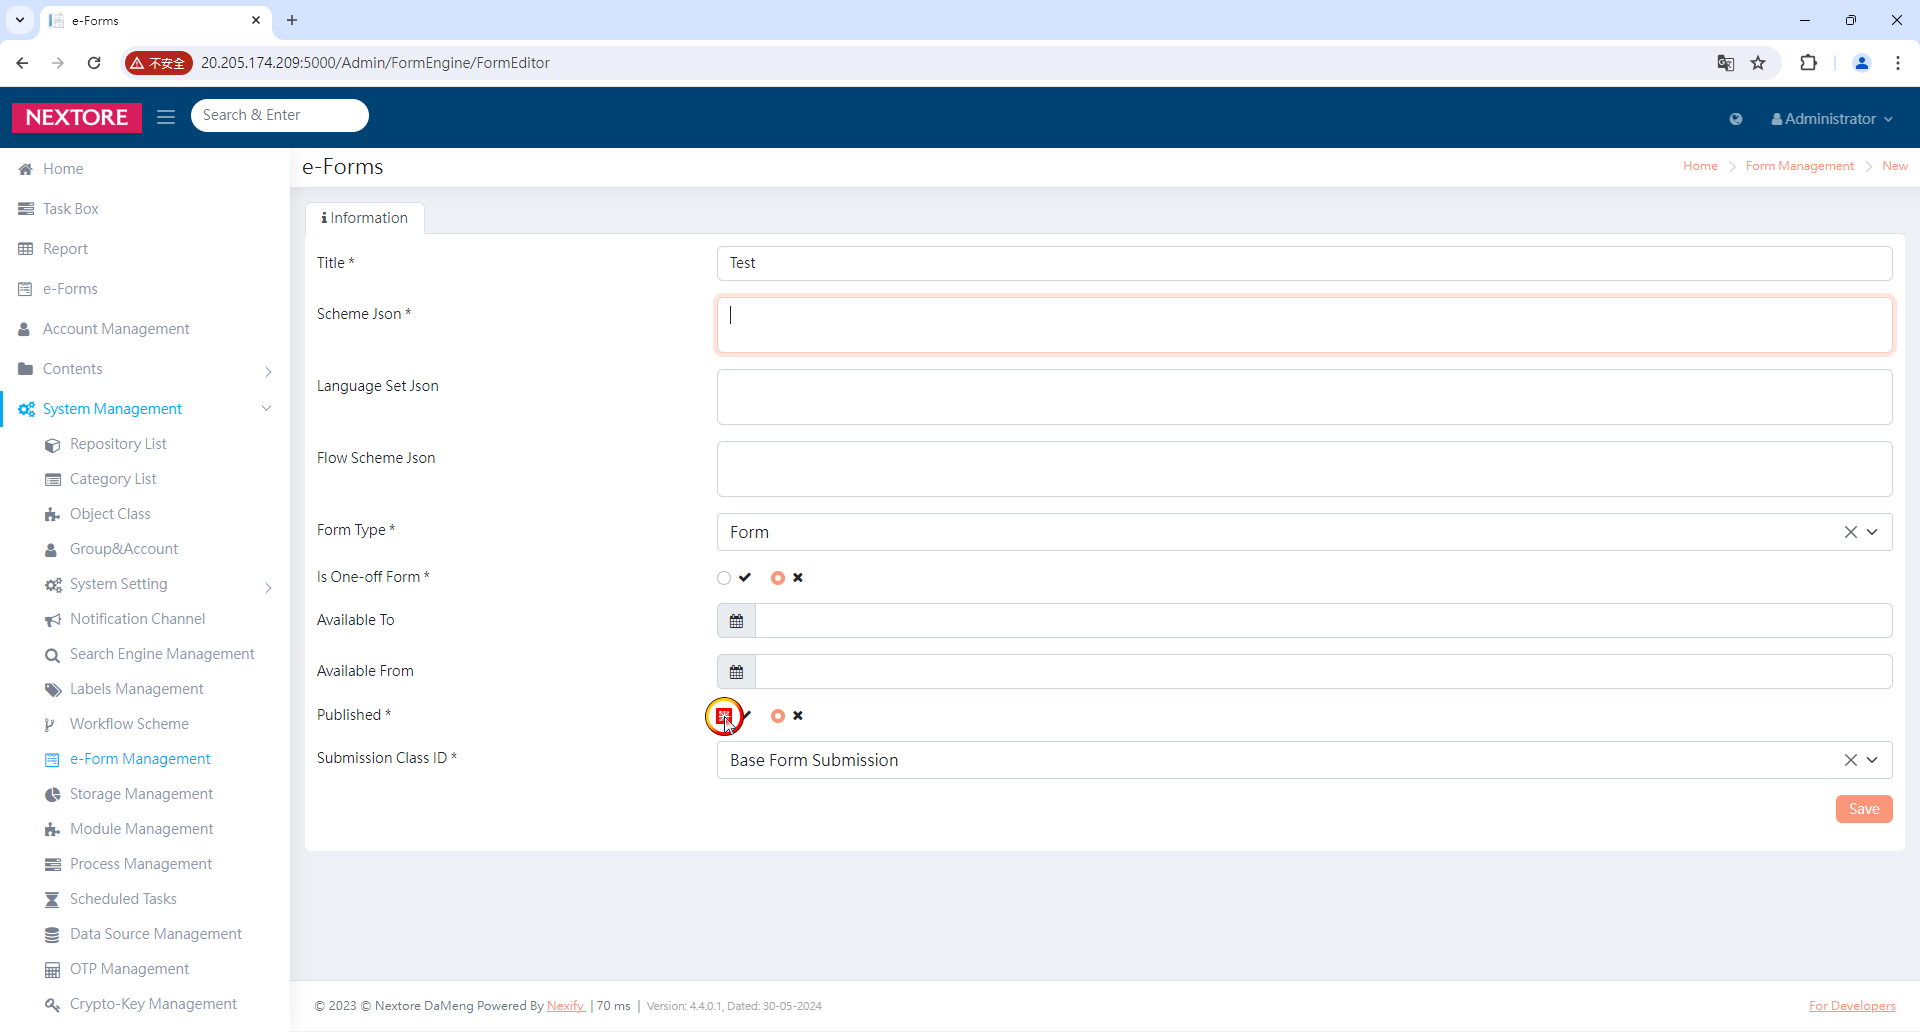 e-Forms
不安全
20.205.174.209:5000/Admin/FormEngine/FormEditor
NEXTORE
Search & Enter
Administrator
Home
Task Box
Report
e-Forms
Account Management
Contents
System Management
Repository List
Category List
Object Class
Group&Account
System Setting
Notification Channel
Search Engine Management
Labels Management
Workflow Scheme
e-Form Management
Storage Management
Module Management
Process Management
Scheduled Tasks
Data Source Management
OTP Management
Crypto-Key Management
e-Forms
Home > Form Management > New
Information
Title *
Test
Scheme Json *
Language Set Json
Flow Scheme Json
Form Type *
Form
Is One-off Form *
Available To
Available From
Published *
Submission Class ID *
Base Form Submission
Save
© 2023 © Nextore DaMeng Powered By Nexify | 70 ms | Version: 4.4.0.1, Dated: 30-05-2024
For Developers